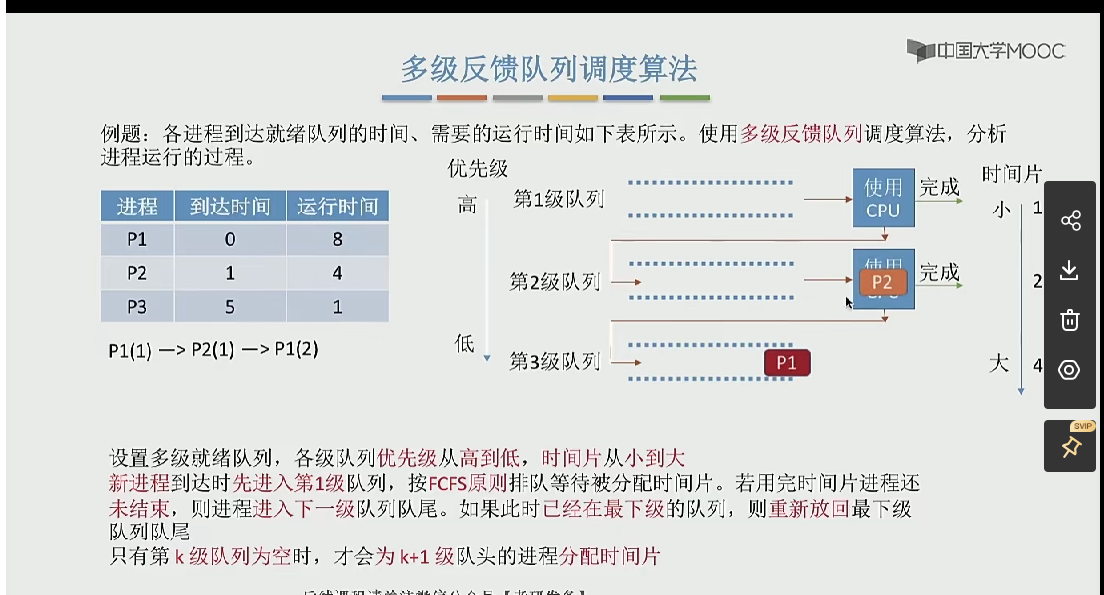 中国大学MOOC
多级反馈队列调度算法
例题：各进程到达就绪队列的时间、需要的运行时间如下表所示。使用多级反馈队列调度算法，分析
进程运行的过程。
进程 到达时间 运行时间
P1 0 8
P2 1 4
P3 5 1
P1(1) —> P2(1) —> P1(2)
优先级
高
低
第1级队列
使用
CPU
完成
第2级队列
P2
完成
第3级队列
P1
时间片
小 1
2
大 4
SVIP
设置多级就绪队列，各级队列优先级从高到低，时间片从小到大
新进程到达时先进入第1级队列，按FCFS原则排队等待被分配时间片。若用完时间片进程还
未结束，则进程进入下一级队列队尾。如果此时已经在最下级的队列，则重新放回最下级
队列队尾
只有第 k 级队列为空时，才会为 k+1 级队头的进程分配时间片